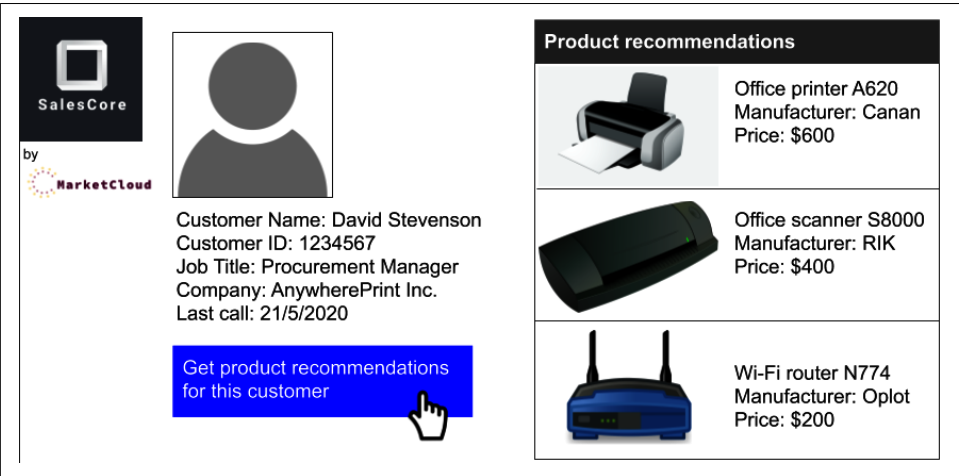 SalesCore
by
MarketCloud
Customer Name: David Stevenson
Customer ID: 1234567
Job Title: Procurement Manager
Company: AnywherePrint Inc.
Last call: 21/5/2020
Get product recommendations
for this customer
Product recommendations
Office printer A620
Manufacturer: Canan
Price: $600
Office scanner S8000
Manufacturer: RIK
Price: $400
Wi-Fi router N774
Manufacturer: Oplot
Price: $200